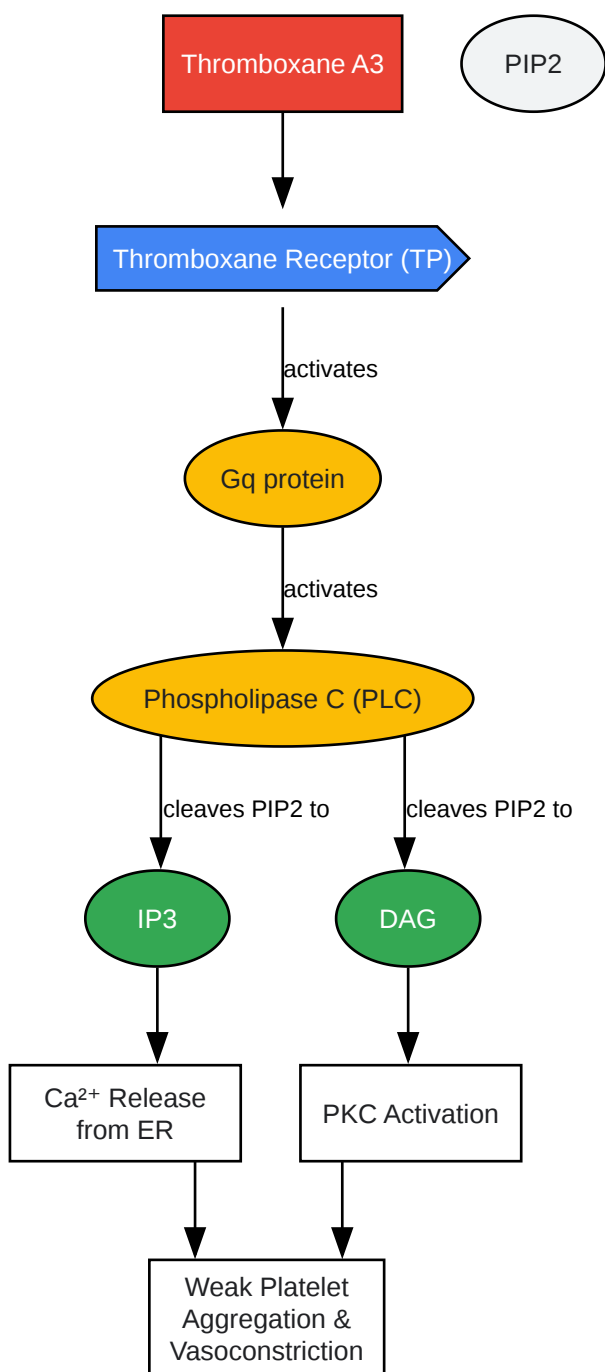 Thromboxane A3
PIP2
Thromboxane Receptor (TP)
activates
Gq protein
activates
Phospholipase C (PLC)
cleaves PIP2 to
cleaves PIP2 to
IP3
DAG
Ca²⁺ Release
from ER
PKC Activation
Weak Platelet
Aggregation &
Vasoconstriction